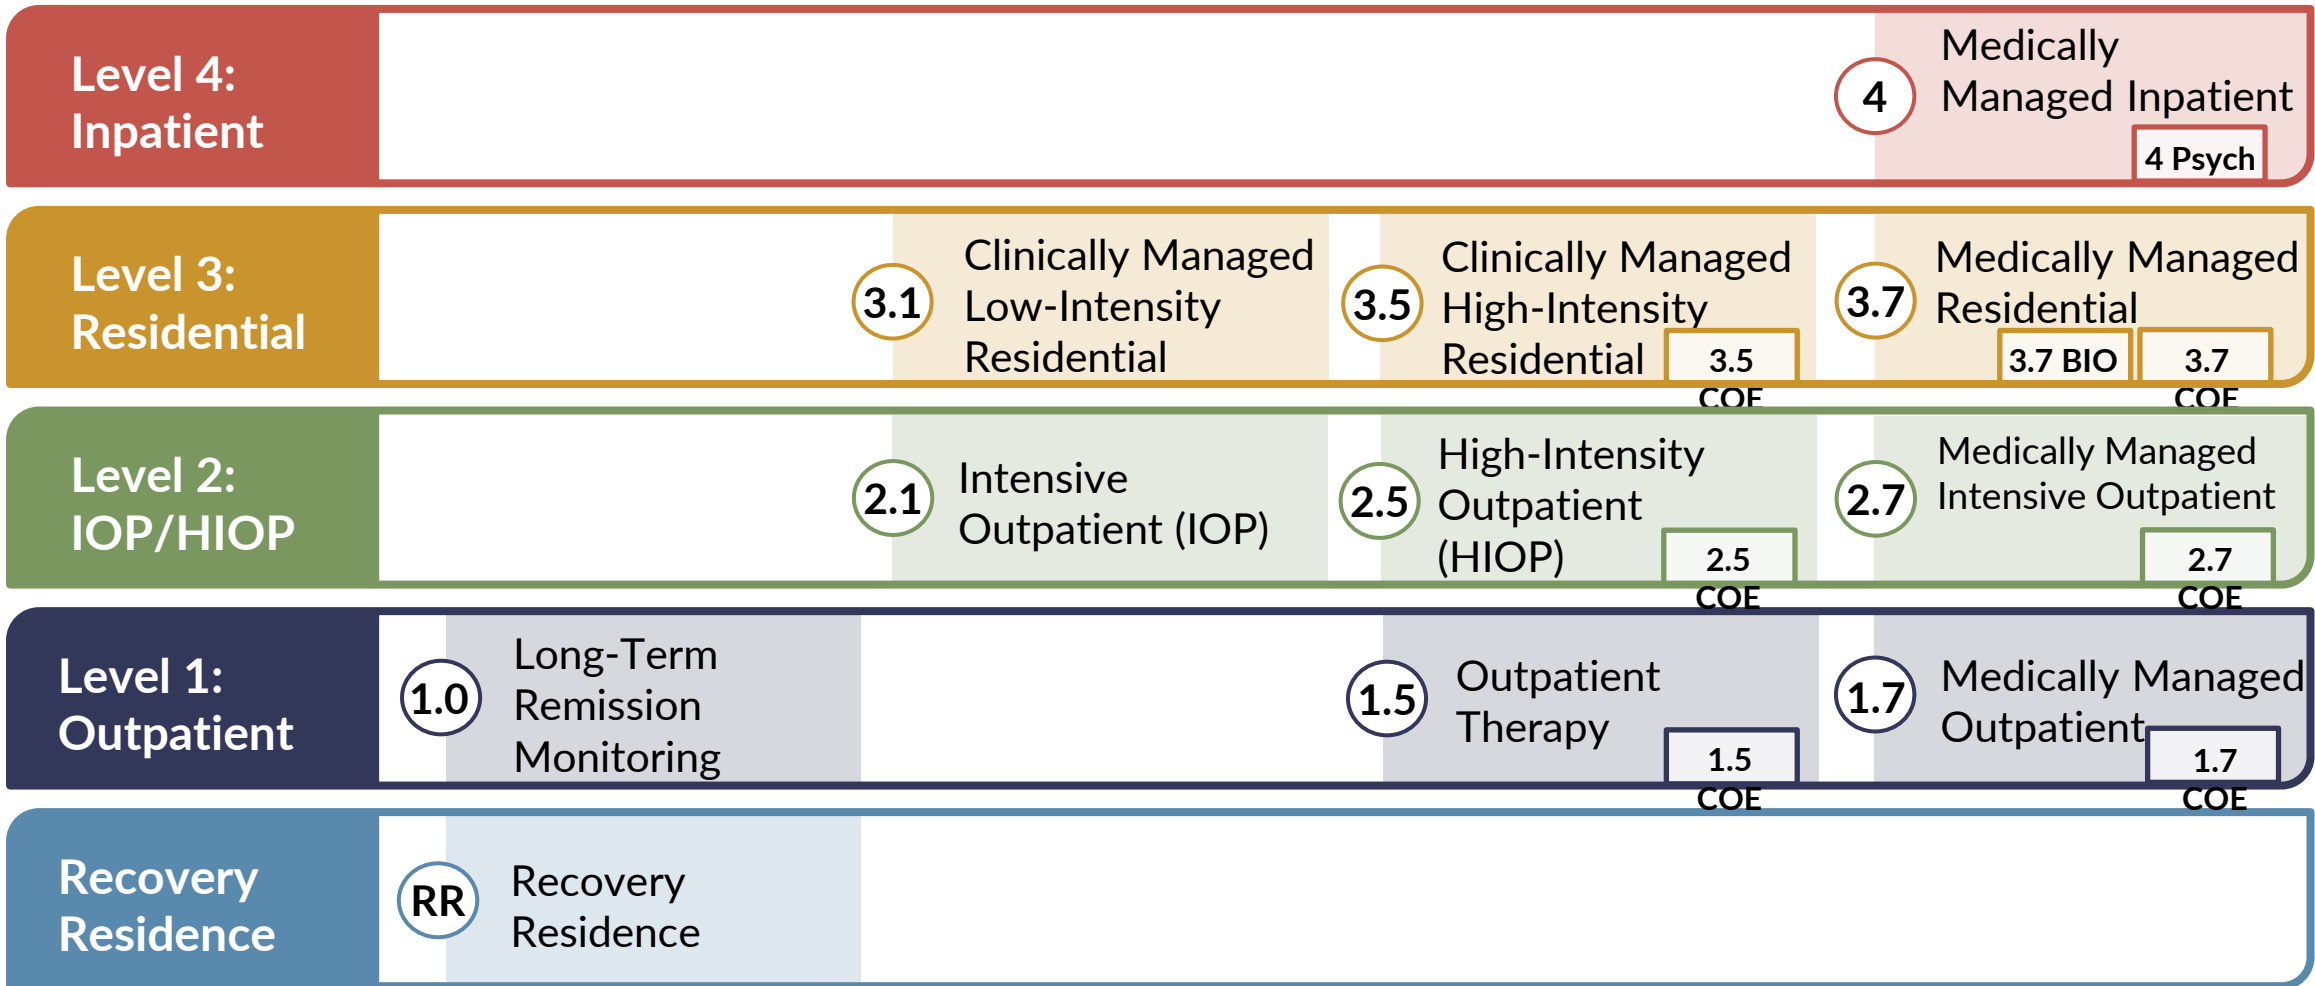 Level 4:
Inpatient
4
Medically
Managed Inpatient
4 Psych
Level 3:
Residential
3.1
Clinically Managed
Low-Intensity
Residential
3.5
Clinically Managed
High-Intensity
Residential
3.5
COE
3.7
Medically Managed
Residential
3.7 BIO
3.7
COE
Level 2:
IOP/HIOP
2.1
Intensive
Outpatient (IOP)
2.5
High-Intensity
Outpatient
(HIOP)
2.5
COE
2.7
Medically Managed
Intensive Outpatient
2.7
COE
Level 1:
Outpatient
1.0
Long-Term
Remission
Monitoring
1.5
Outpatient
Therapy
1.5
COE
1.7
Medically Managed
Outpatient
1.7
COE
Recovery
Residence
RR
Recovery
Residence